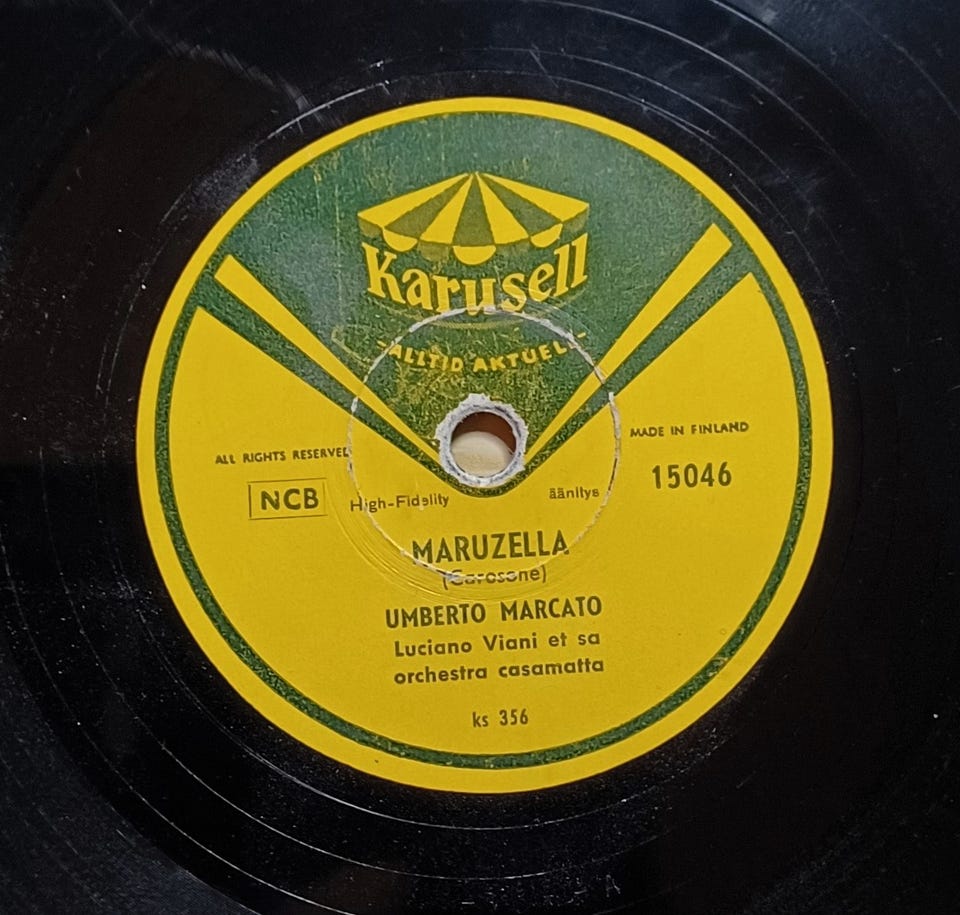 Karusell
-ALLTID AKTUELL-
MADE IN FINLAND
ALL RIGHTS RESERVED
15046
NCB
High-Fidelity äänitys
MARUZELLA
(Carosone)
UMBERTO MARCATO
Luciano Viani et sa
orchestra casamatta
ks 356